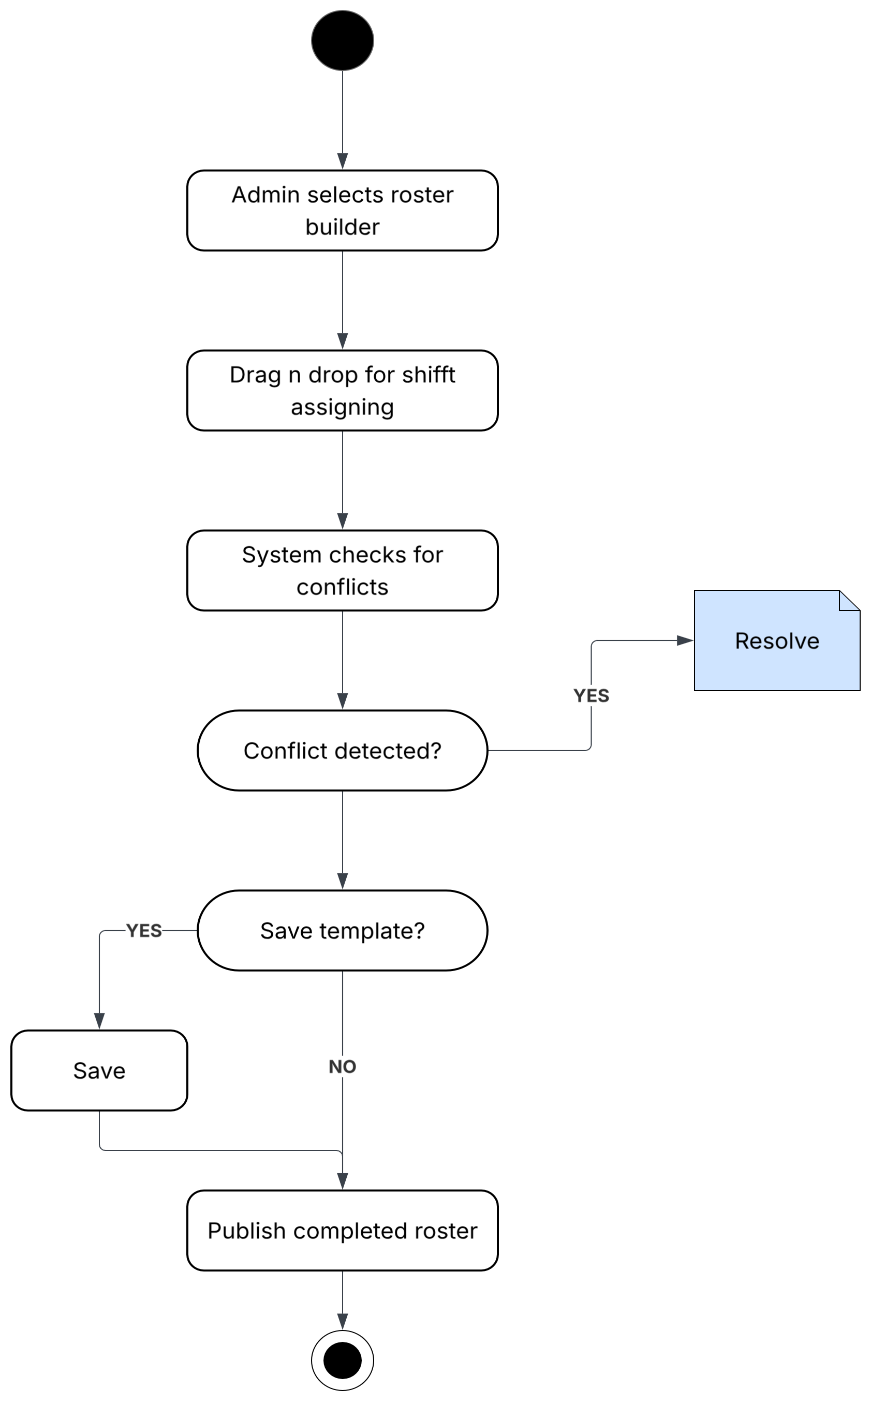 Admin selects roster
builder
Drag n drop for shifft
assigning
System checks for
conflicts
Resolve
YES
Conflict detected?
Save template?
YES
Save
NO
Publish completed roster